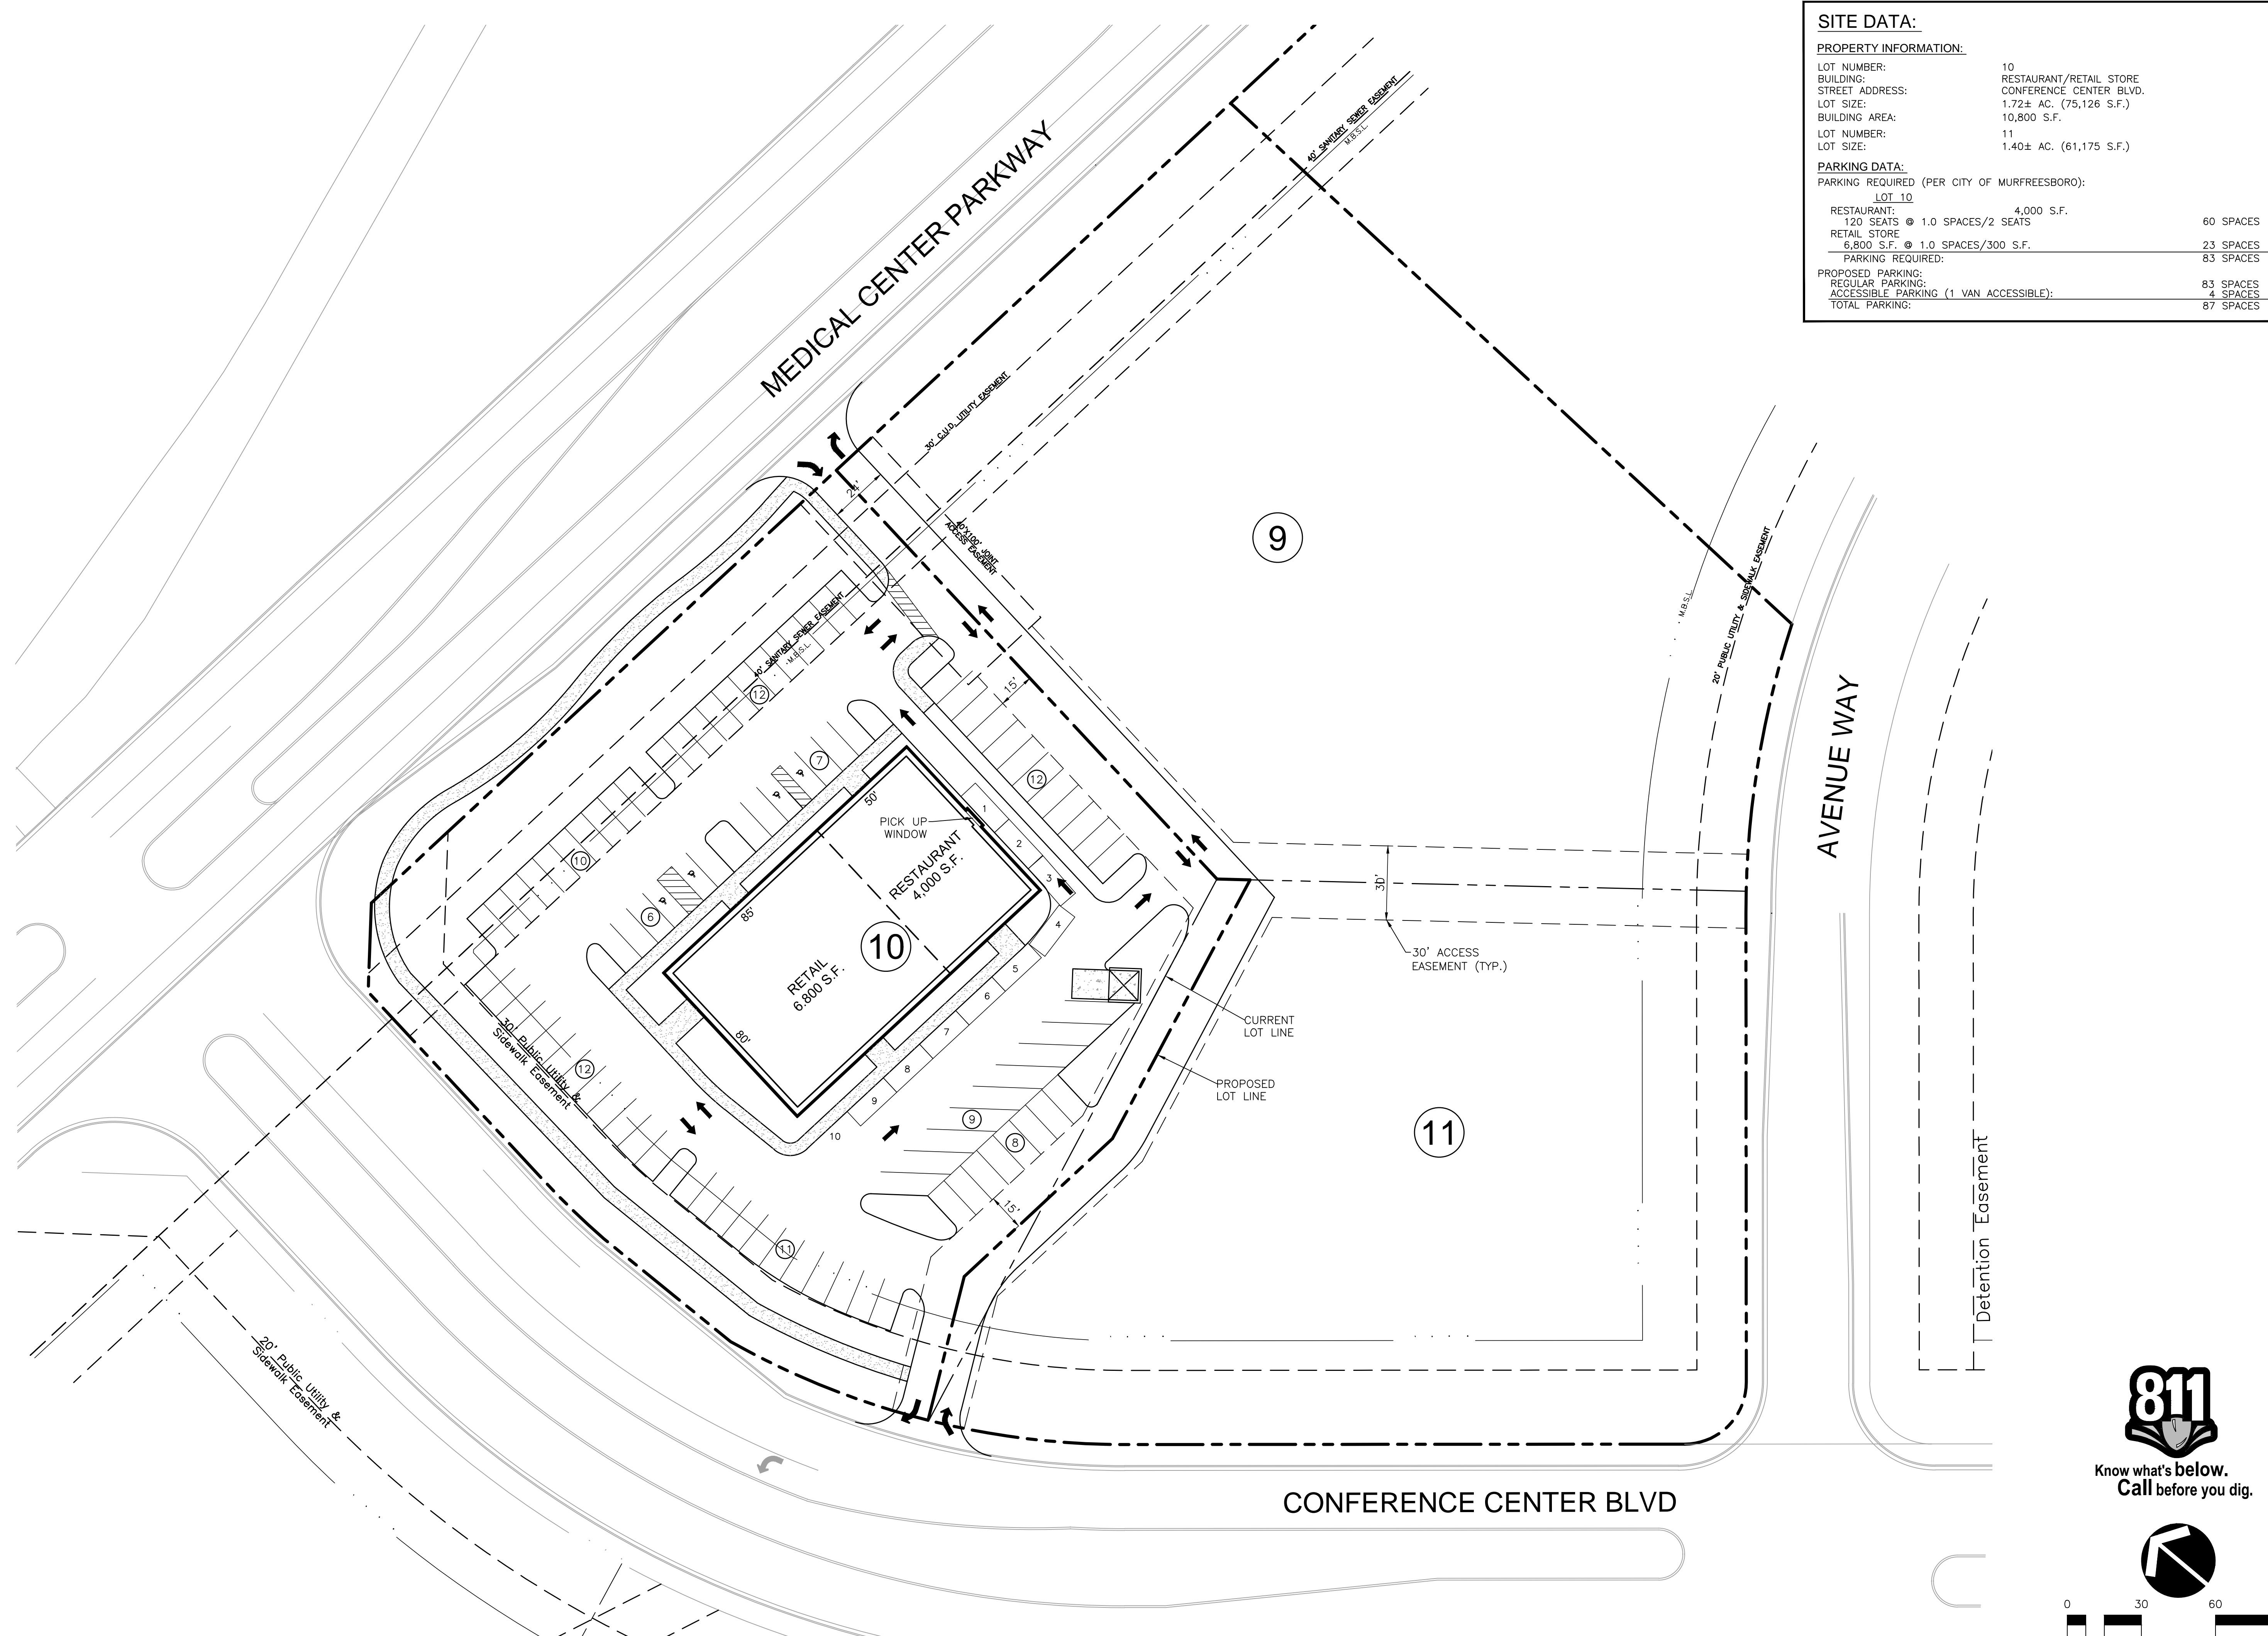 SITE DATA:
PROPERTY INFORMATION:
LOT NUMBER: 10
BUILDING: RESTAURANT/RETAIL STORE
STREET ADDRESS: CONFERENCE CENTER BLVD.
LOT SIZE: 1.72± AC. (75,126 S.F.)
BUILDING AREA: 10,800 S.F.
LOT NUMBER: 11
LOT SIZE: 1.40± AC. (61,175 S.F.)
PARKING DATA:
PARKING REQUIRED (PER CITY OF MURFREESBORO):
LOT 10
RESTAURANT: 4,000 S.F.
120 SEATS @ 1.0 SPACES/2 SEATS 60 SPACES
RETAIL STORE
6,800 S.F. @ 1.0 SPACES/300 S.F. 23 SPACES
PARKING REQUIRED: 83 SPACES
PROPOSED PARKING:
REGULAR PARKING: 83 SPACES
ACCESSIBLE PARKING (1 VAN ACCESSIBLE): 4 SPACES
TOTAL PARKING: 87 SPACES
MEDICAL CENTER PARKWAY
40' SANITARY SEWER EASEMENT
M.B.S.L.
30' C.U.D. UTILITY EASEMENT
24'
40'X100' JOINT
ACCESS EASEMENT
9
M.B.S.L.
20' PUBLIC UTILITY & SIDEWALK EASEMENT
AVENUE WAY
40' SANITARY SEWER EASEMENT
M.B.S.L.
12
15'
7
12
50'
PICK UP
WINDOW
RESTAURANT
4,000 S.F.
1
2
3
4
5
6
7
8
9
10
10
6
85'
10
RETAIL
6,800 S.F.
80'
30'
30' ACCESS
EASEMENT (TYP.)
CURRENT
LOT LINE
PROPOSED
LOT LINE
30' Public Utility &
Sidewalk Easement
12
9
8
11
15'
11
Detention Easement
20' Public Utility &
Sidewalk Easement
CONFERENCE CENTER BLVD
811
Know what's below.
Call before you dig.
0 30 60